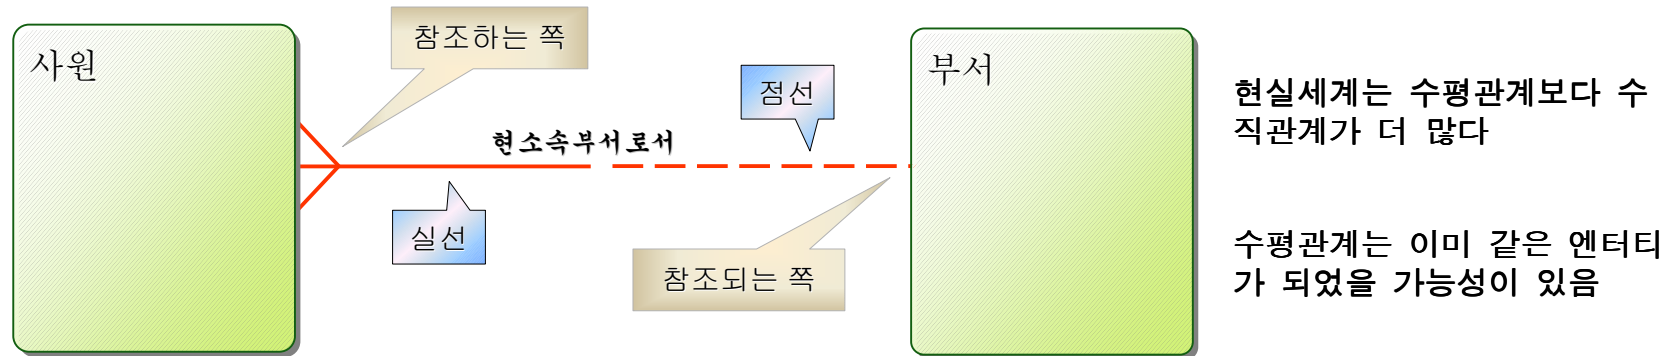 사원
참조하는 쪽
점선
부서
현소속부서로서
실선
참조되는 쪽
현실세계는 수평관계보다 수
직관계가 더 많다
수평관계는 이미 같은 엔터티
가 되었을 가능성이 있음